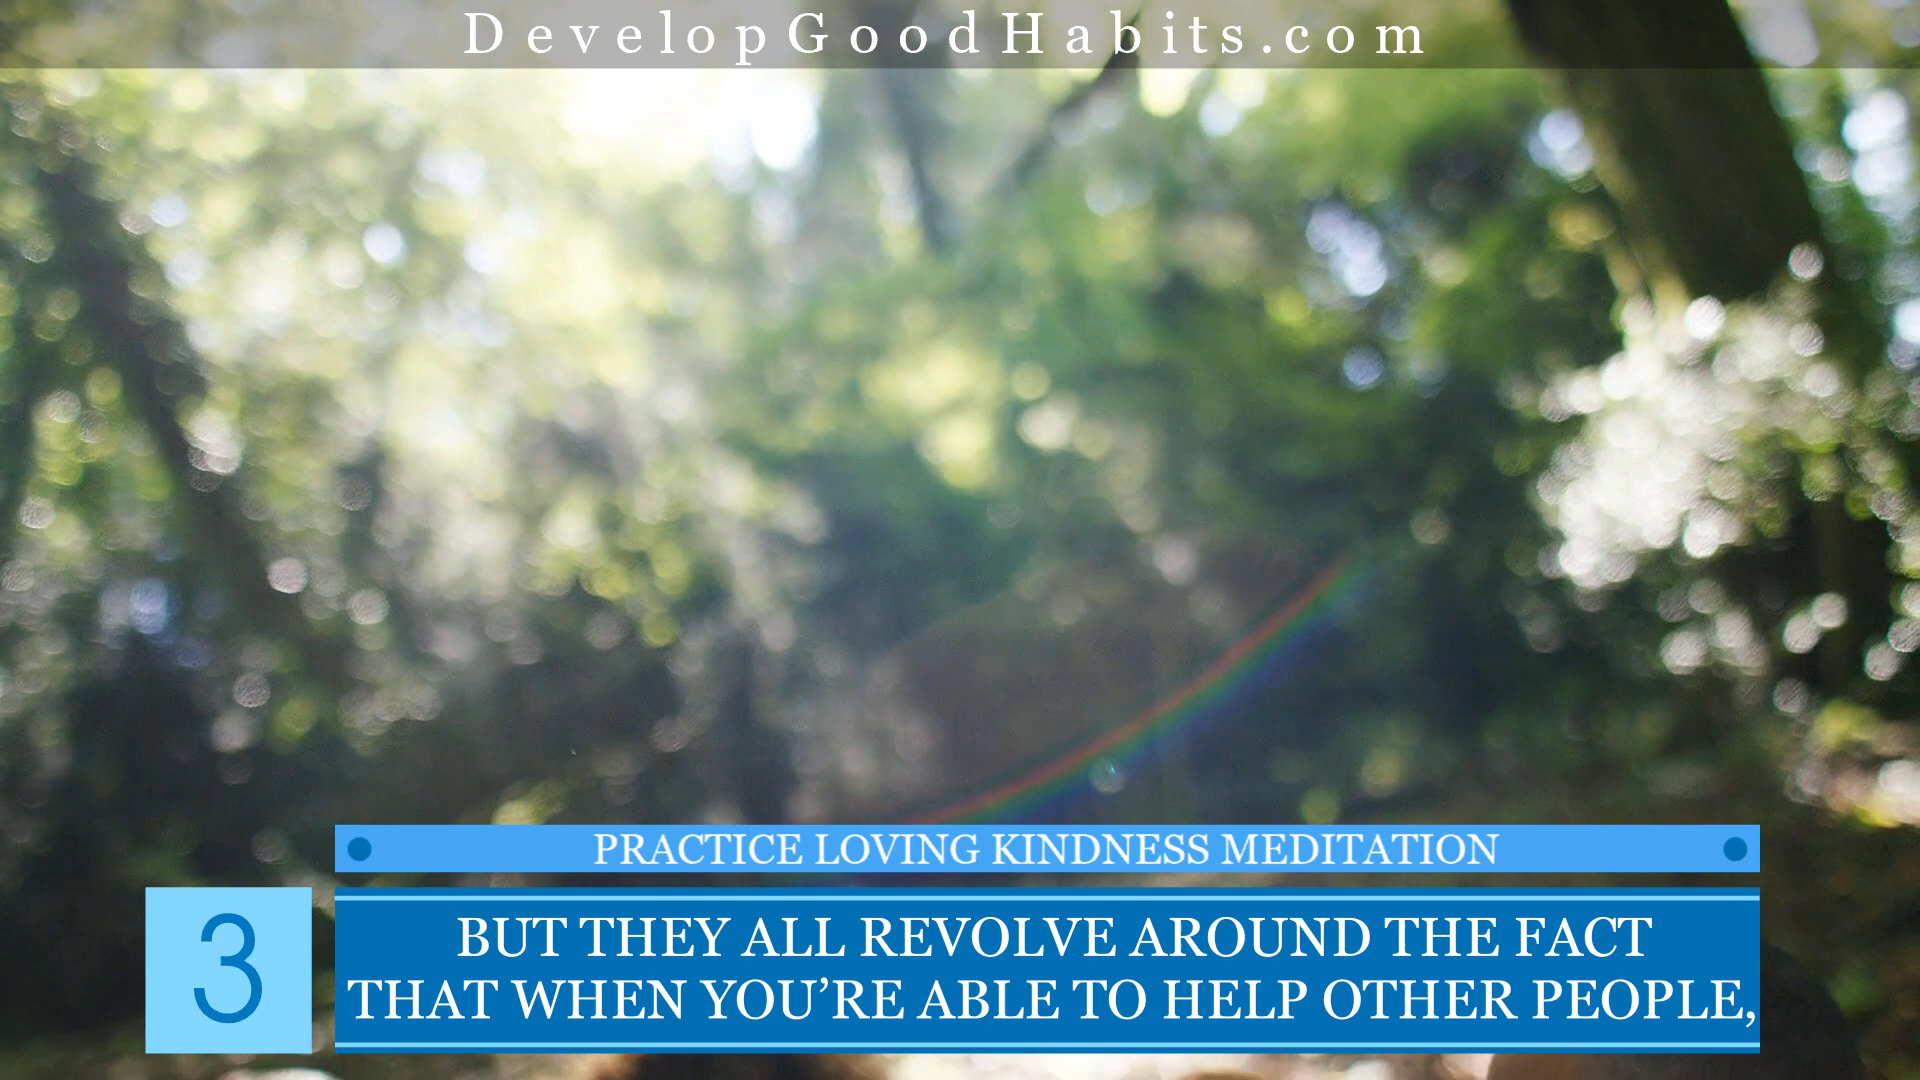 DevelopGoodHabits.com
PRACTICE LOVING KINDNESS MEDITATION
3
BUT THEY ALL REVOLVE AROUND THE FACT
THAT WHEN YOU’RE ABLE TO HELP OTHER PEOPLE,